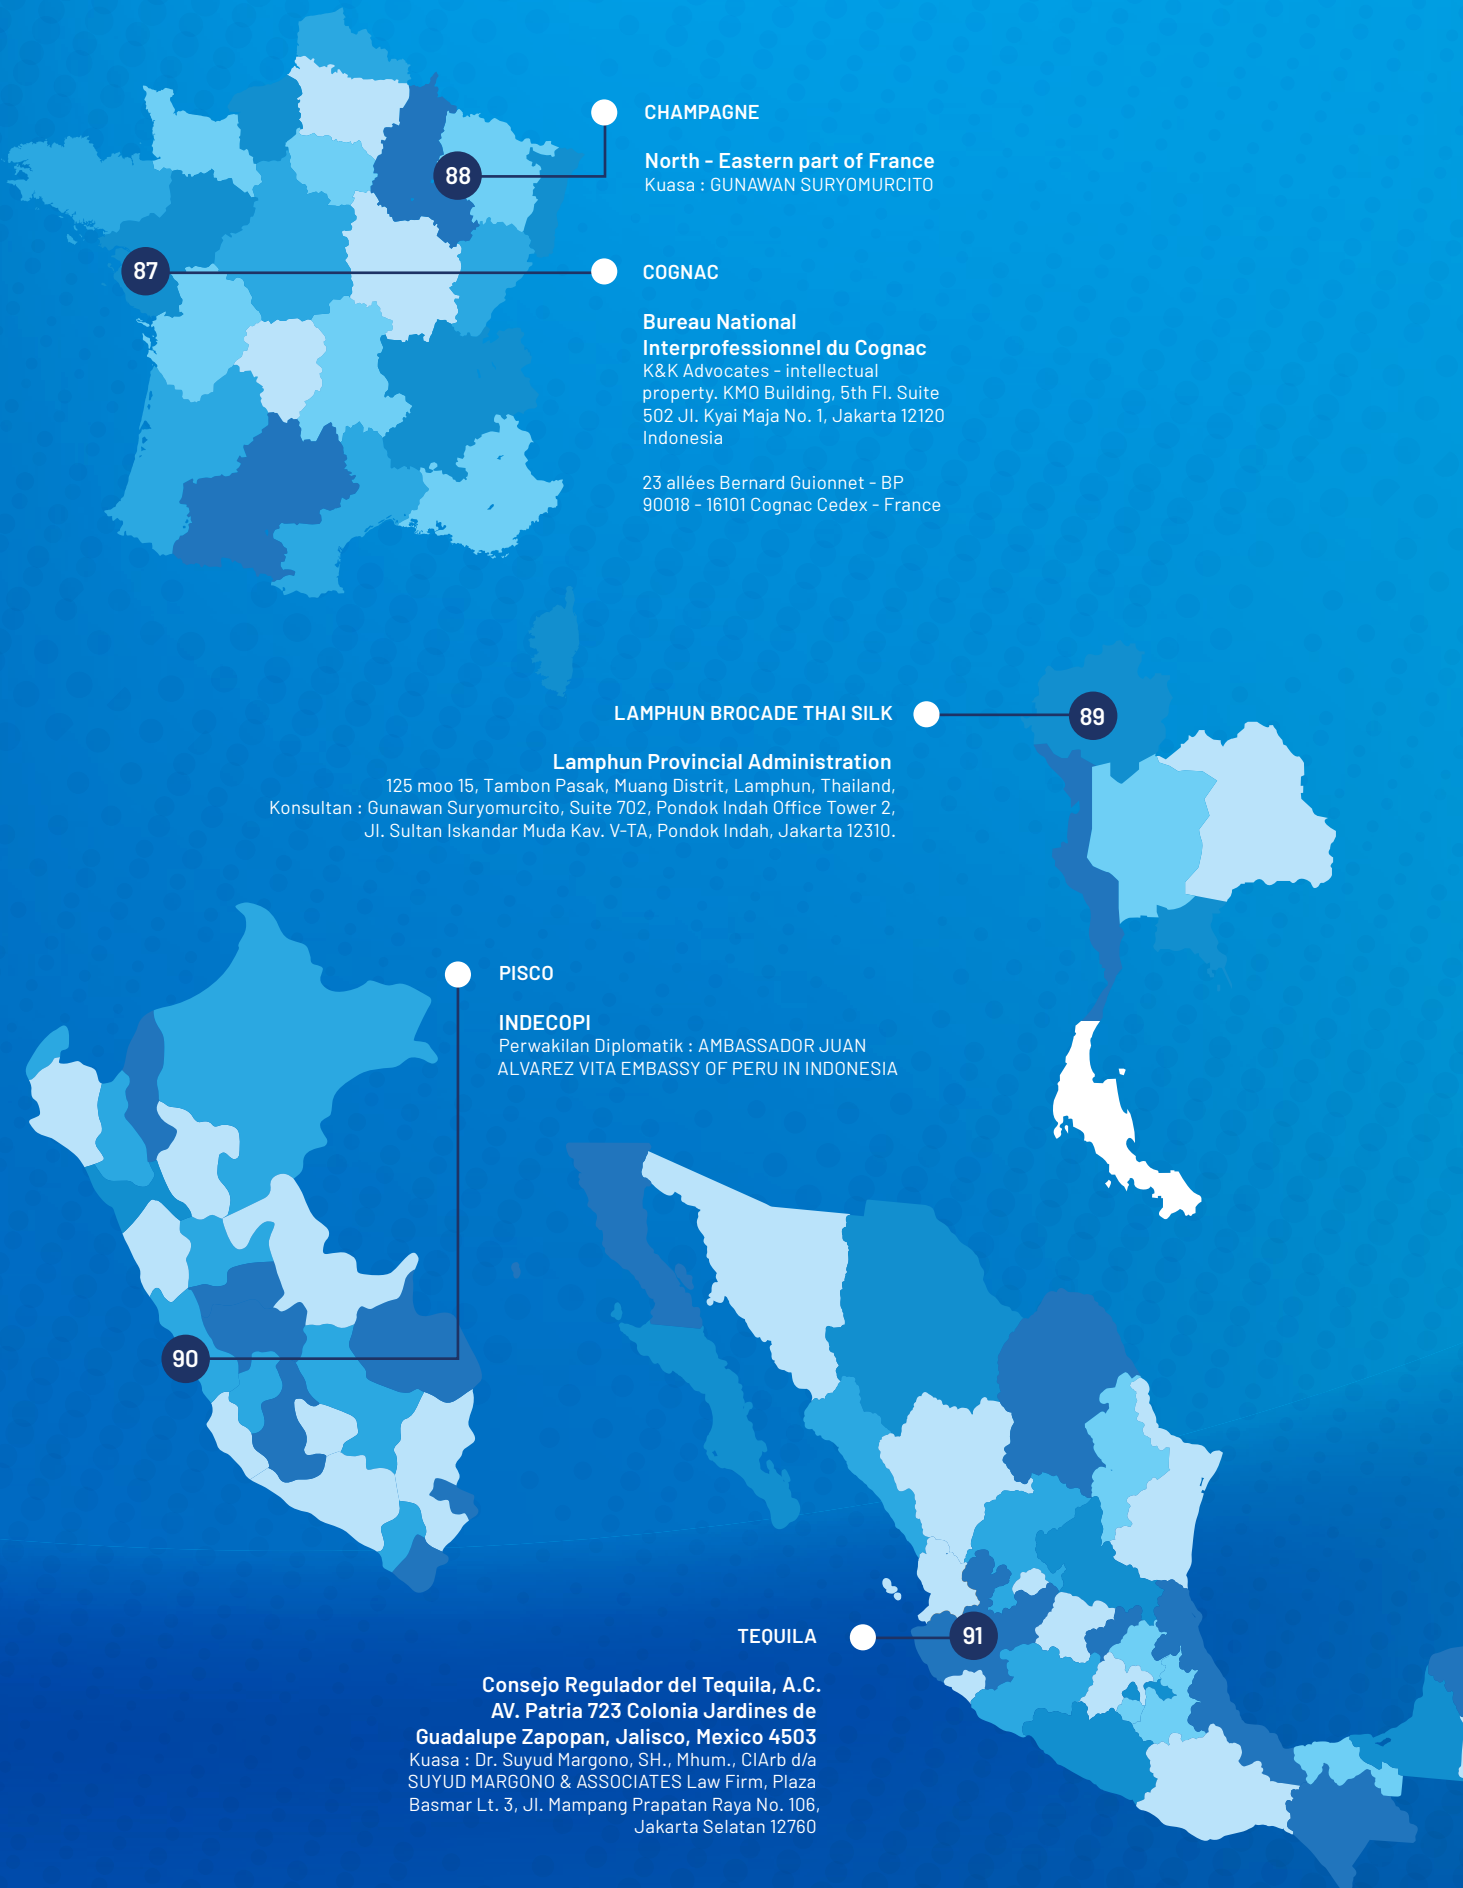 CHAMPAGNE
North - Eastern part of France
Kuasa : GUNAWAN SURYOMURCITO
88
87
COGNAC
Bureau National
Interprofessionnel du Cognac
K&K Advocates - intellectual
property. KMO Building, 5th Fl. Suite
502 Jl. Kyai Maja No. 1, Jakarta 12120
Indonesia
23 allées Bernard Guionnet - BP
90018 - 16101 Cognac Cedex - France
LAMPHUN BROCADE THAI SILK
89
Lamphun Provincial Administration
125 moo 15, Tambon Pasak, Muang Distrit, Lamphun, Thailand,
Konsultan : Gunawan Suryomurcito, Suite 702, Pondok Indah Office Tower 2,
Jl. Sultan Iskandar Muda Kav. V-TA, Pondok Indah, Jakarta 12310.
PISCO
INDECOPI
Perwakilan Diplomatik : AMBASSADOR JUAN
ALVAREZ VITA EMBASSY OF PERU IN INDONESIA
90
TEQUILA
91
Consejo Regulador del Tequila, A.C.
AV. Patria 723 Colonia Jardines de
Guadalupe Zapopan, Jalisco, Mexico 4503
Kuasa : Dr. Suyud Margono, SH., Mhum., CIArb d/a
SUYUD MARGONO & ASSOCIATES Law Firm, Plaza
Basmar Lt. 3, Jl. Mampang Prapatan Raya No. 106,
Jakarta Selatan 12760